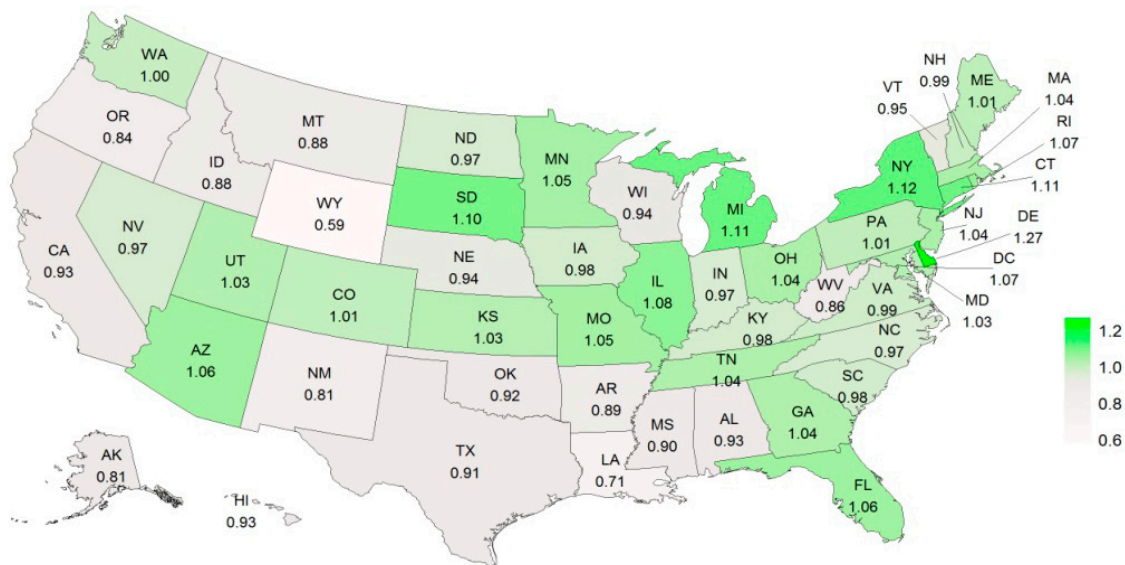 WA
1.00
OR
0.84
CA
0.93
ID
0.88
NV
0.97
MT
0.88
WY
0.59
UT
1.03
AZ
1.06
CO
1.01
NM
0.81
ND
0.97
SD
1.10
NE
0.94
KS
1.03
OK
0.92
TX
0.91
MN
1.05
IA
0.98
MO
1.05
AR
0.89
LA
0.71
WI
0.94
IL
1.08
MI
1.11
IN
0.97
OH
1.04
KY
0.98
TN
1.04
MS
0.90
AL
0.93
GA
1.04
FL
1.06
SC
0.98
NC
0.97
VA
0.99
WV
0.86
PA
1.01
NY
1.12
VT
0.95
NH
0.99
ME
1.01
MA
1.04
RI
1.07
CT
1.11
NJ
1.04
DE
1.27
DC
1.07
MD
1.03
AK
0.81
HI
0.93
1.2
1.0
0.8
0.6